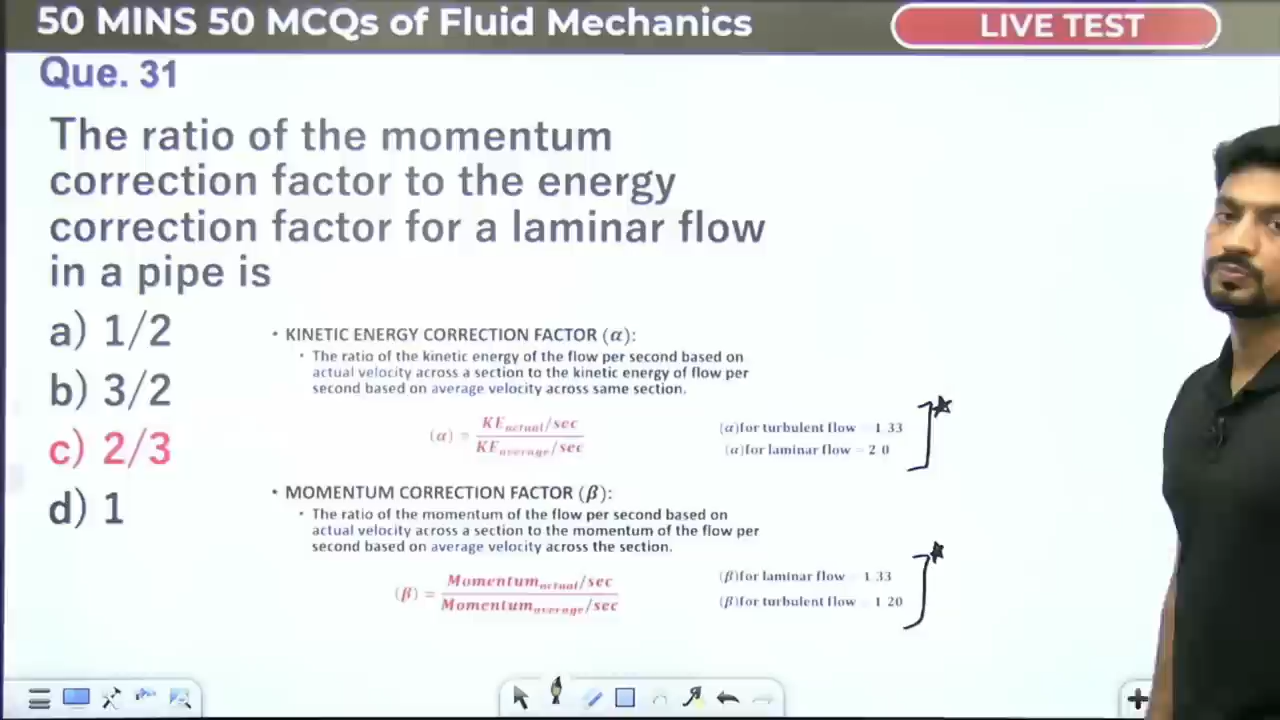 50 MINS 50 MCQs of Fluid Mechanics
LIVE TEST
Que. 31
The ratio of the momentum
correction factor to the energy
correction factor for a laminar flow
in a pipe is
a) 1/2
b) 3/2
c) 2/3
d) 1
• KINETIC ENERGY CORRECTION FACTOR (α):
• The ratio of the kinetic energy of the flow per second based on
actual velocity across a section to the kinetic energy of flow per
second based on average velocity across same section.
(α) = KEactual/sec
KEaverage/sec
(α)for turbulent flow = 1.33
(α)for laminar flow = 2.0
• MOMENTUM CORRECTION FACTOR (β):
• The ratio of the momentum of the flow per second based on
actual velocity across a section to the momentum of the flow per
second based on average velocity across the section.
(β) = Momentumactual/sec
Momentumaverage/sec
(β)for laminar flow = 1.33
(β)for turbulent flow = 1.20